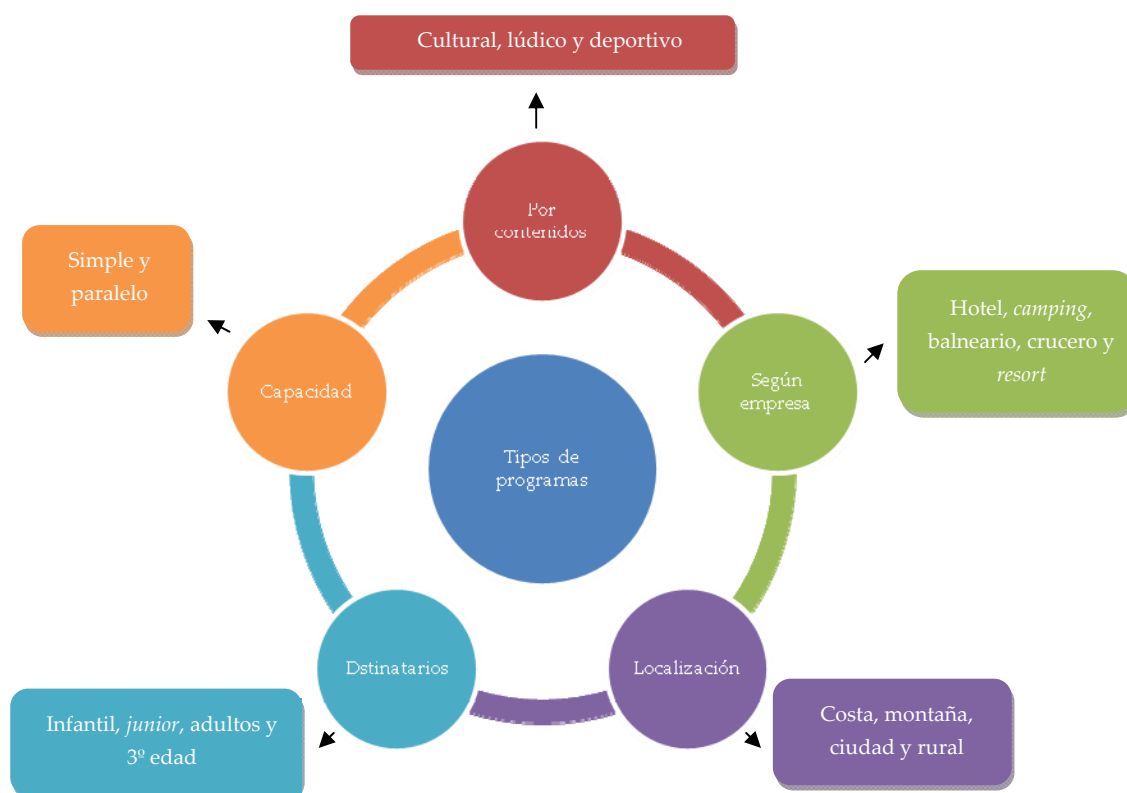 Cultural, lúdico y deportivo
Por
contenidos
Simple y
paralelo
Hotel, camping,
balneario, crucero y
resort
Capacidad
Según
empresa
Tipos de
programas
Dstinatarios
Localización
Infantil, junior, adultos y
3º edad
Costa, montaña,
ciudad y rural